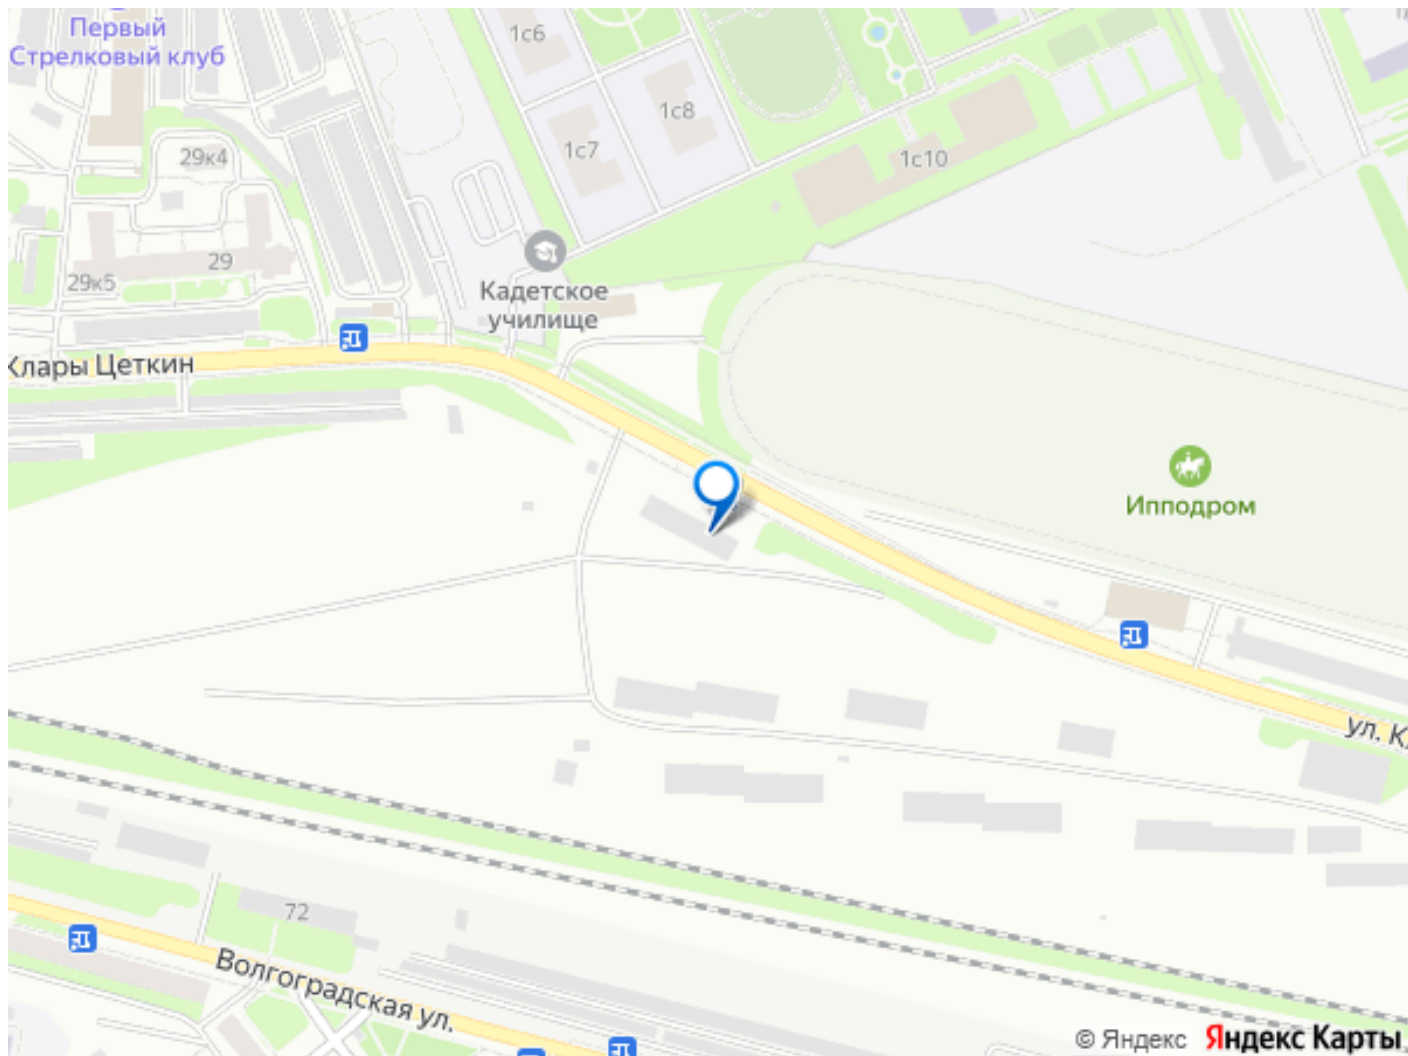 Первый
Стрелковый клуб
1с6
1с8
1с7
1с10
29к4
29
29к5
Кадетское
училище
Клары Цеткин
Ипподром
ул. К
72
Волгоградская ул.
© Яндекс Яндекс Карты